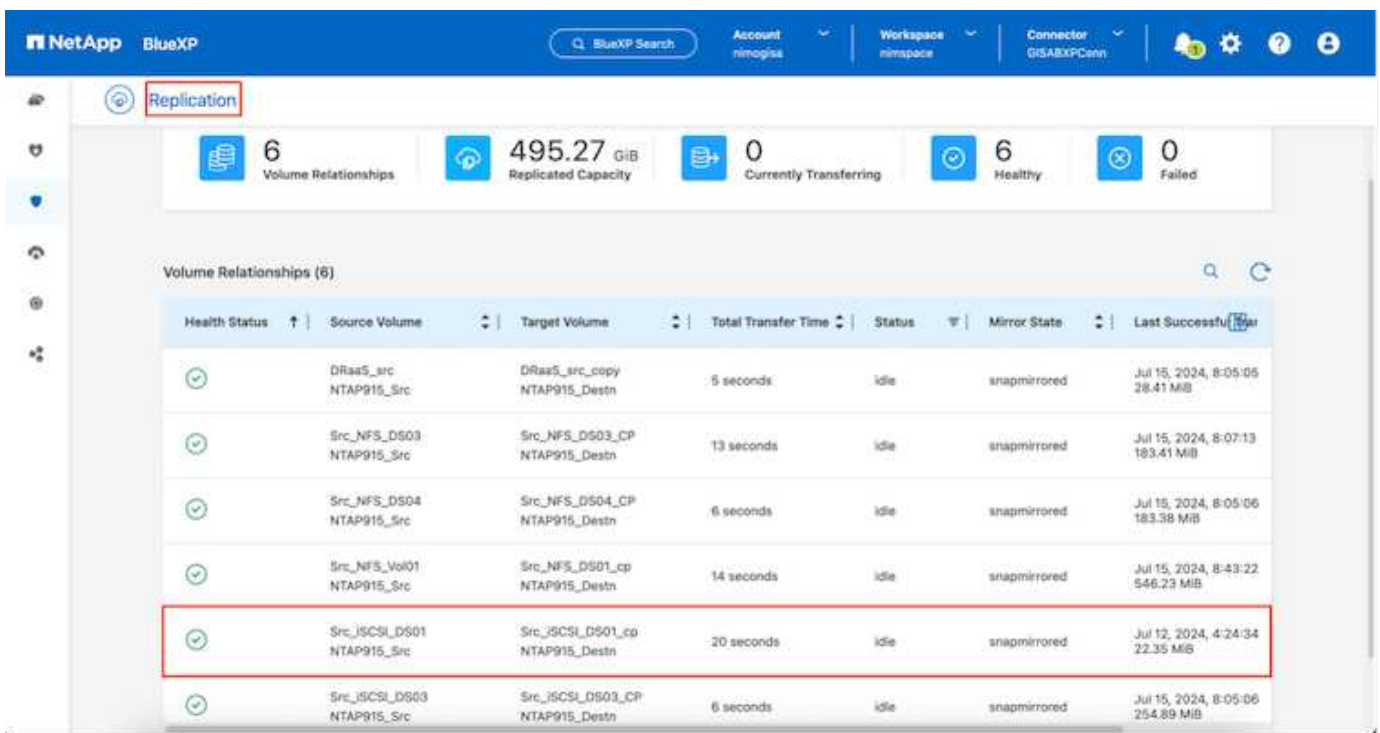 NetApp BlueXP
BlueXP Search
Account
nimogisa
Workspace
nimspace
Connector
GISABXPConn
1
Replication
6
Volume Relationships
495.27 GiB
Replicated Capacity
0
Currently Transferring
6
Healthy
0
Failed
Volume Relationships (6)
Health Status Source Volume Target Volume Total Transfer Time Status Mirror State Last Successful
DRaaS_src DRaaS_src_copy 5 seconds idle snapmirrored Jul 15, 2024, 8:05:05
NTAP915_Src NTAP915_Destn 28.41 MiB
Src_NFS_DS03 Src_NFS_DS03_CP 13 seconds idle snapmirrored Jul 15, 2024, 8:07:13
NTAP915_Src NTAP915_Destn 183.41 MiB
Src_NFS_DS04 Src_NFS_DS04_CP 6 seconds idle snapmirrored Jul 15, 2024, 8:05:06
NTAP915_Src NTAP915_Destn 183.38 MiB
Src_NFS_Vol01 Src_NFS_DS01_cp 14 seconds idle snapmirrored Jul 15, 2024, 8:43:22
NTAP915_Src NTAP915_Destn 546.23 MiB
Src_iSCSI_DS01 Src_iSCSI_DS01_cp 20 seconds idle snapmirrored Jul 12, 2024, 4:24:34
NTAP915_Src NTAP915_Destn 22.35 MiB
Src_iSCSI_DS03 Src_iSCSI_DS03_CP 6 seconds idle snapmirrored Jul 15, 2024, 8:05:06
NTAP915_Src NTAP915_Destn 254.89 MiB